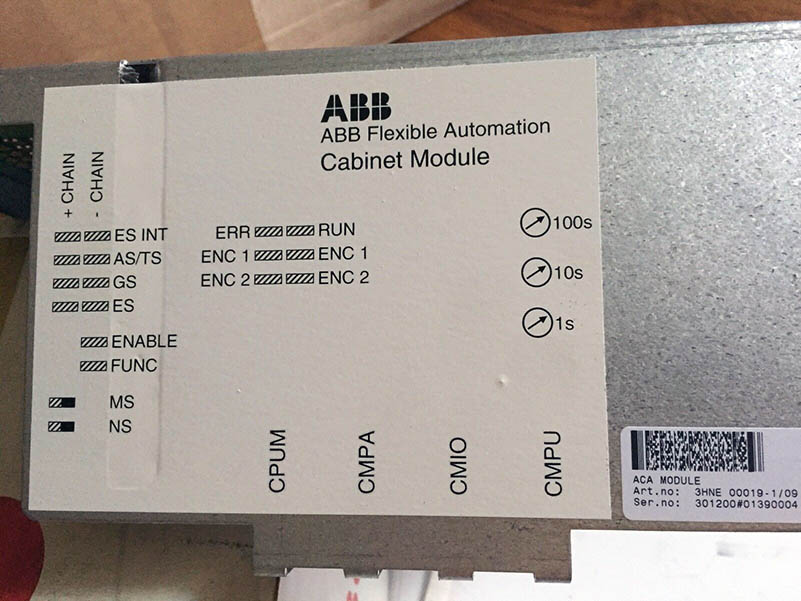 ABB
ABB Flexible Automation
Cabinet Module
+ CHAIN
- CHAIN
ES INT
AS/TS
GS
ES
ENABLE
FUNC
MS
NS
ERR RUN
ENC 1 ENC 1
ENC 2 ENC 2
100s
10s
1s
CPUM
CMPA
CMIO
CMPU
ACA MODULE
Art.no: 3HNE 00019-1/09
Ser.no: 301200#01390004